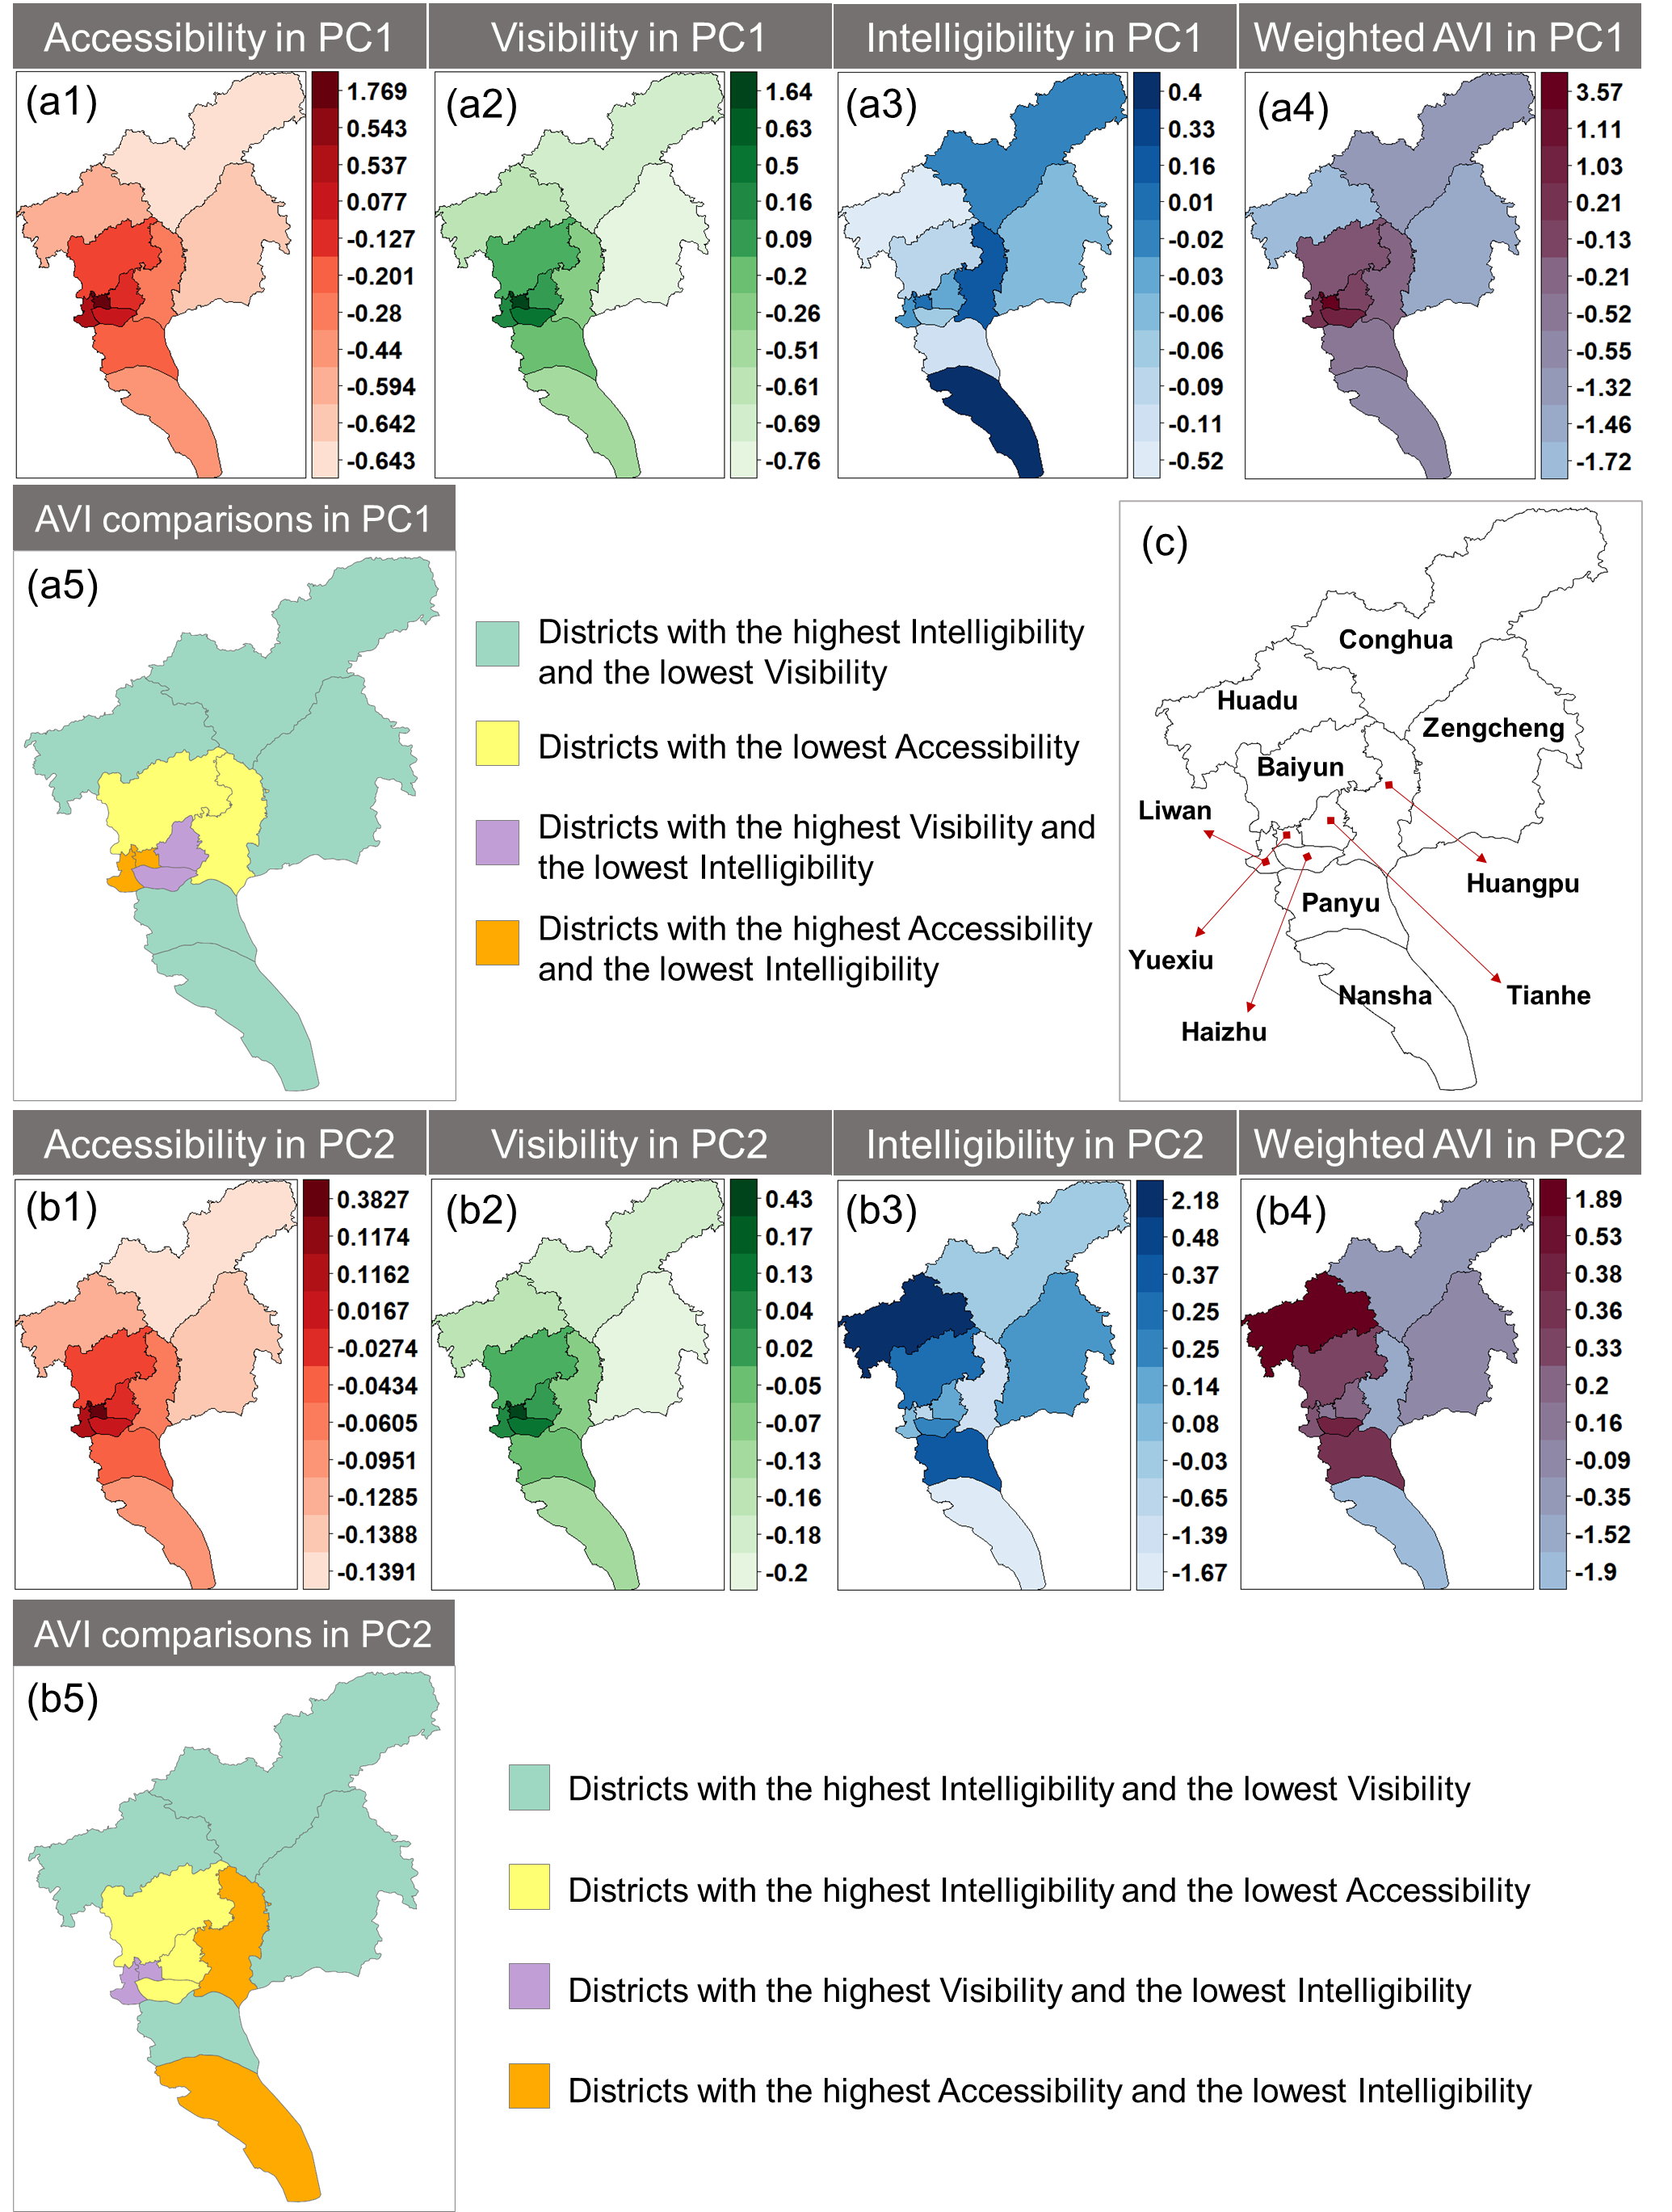 Accessibility in PC1
Visibility in PC1
Intelligibility in PC1
Weighted AVI in PC1
(a1)
1.769
0.543
0.537
0.077
-0.127
-0.201
-0.28
-0.44
-0.594
-0.642
-0.643
(a2)
1.64
0.63
0.5
0.16
0.09
-0.2
-0.26
-0.51
-0.61
-0.69
-0.76
(a3)
0.4
0.33
0.16
0.01
-0.02
-0.03
-0.06
-0.06
-0.09
-0.11
-0.52
(a4)
3.57
1.11
1.03
0.21
-0.13
-0.21
-0.52
-0.55
-1.32
-1.46
-1.72
AVI comparisons in PC1
(a5)
Districts with the highest Intelligibility
and the lowest Visibility
Districts with the lowest Accessibility
Districts with the highest Visibility and
the lowest Intelligibility
Districts with the highest Accessibility
and the lowest Intelligibility
(c)
Conghua
Huadu
Zengcheng
Baiyun
Liwan
Huangpu
Panyu
Yuexiu
Nansha
Tianhe
Haizhu
Accessibility in PC2
Visibility in PC2
Intelligibility in PC2
Weighted AVI in PC2
(b1)
0.3827
0.1174
0.1162
0.0167
-0.0274
-0.0434
-0.0605
-0.0951
-0.1285
-0.1388
-0.1391
(b2)
0.43
0.17
0.13
0.04
0.02
-0.05
-0.07
-0.13
-0.16
-0.18
-0.2
(b3)
2.18
0.48
0.37
0.25
0.25
0.14
0.08
-0.03
-0.65
-1.39
-1.67
(b4)
1.89
0.53
0.38
0.36
0.33
0.2
0.16
-0.09
-0.35
-1.52
-1.9
AVI comparisons in PC2
(b5)
Districts with the highest Intelligibility and the lowest Visibility
Districts with the highest Intelligibility and the lowest Accessibility
Districts with the highest Visibility and the lowest Intelligibility
Districts with the highest Accessibility and the lowest Intelligibility